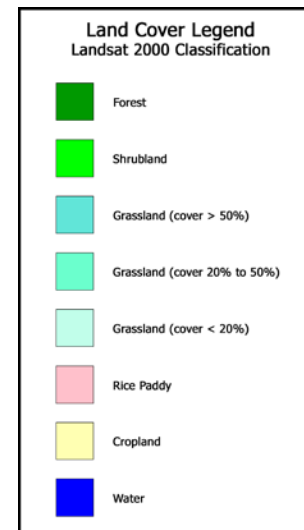 Land Cover Legend
Landsat 2000 Classification
Forest
Shrubland
Grassland (cover > 50%)
Grassland (cover 20% to 50%)
Grassland (cover < 20%)
Rice Paddy
Cropland
Water